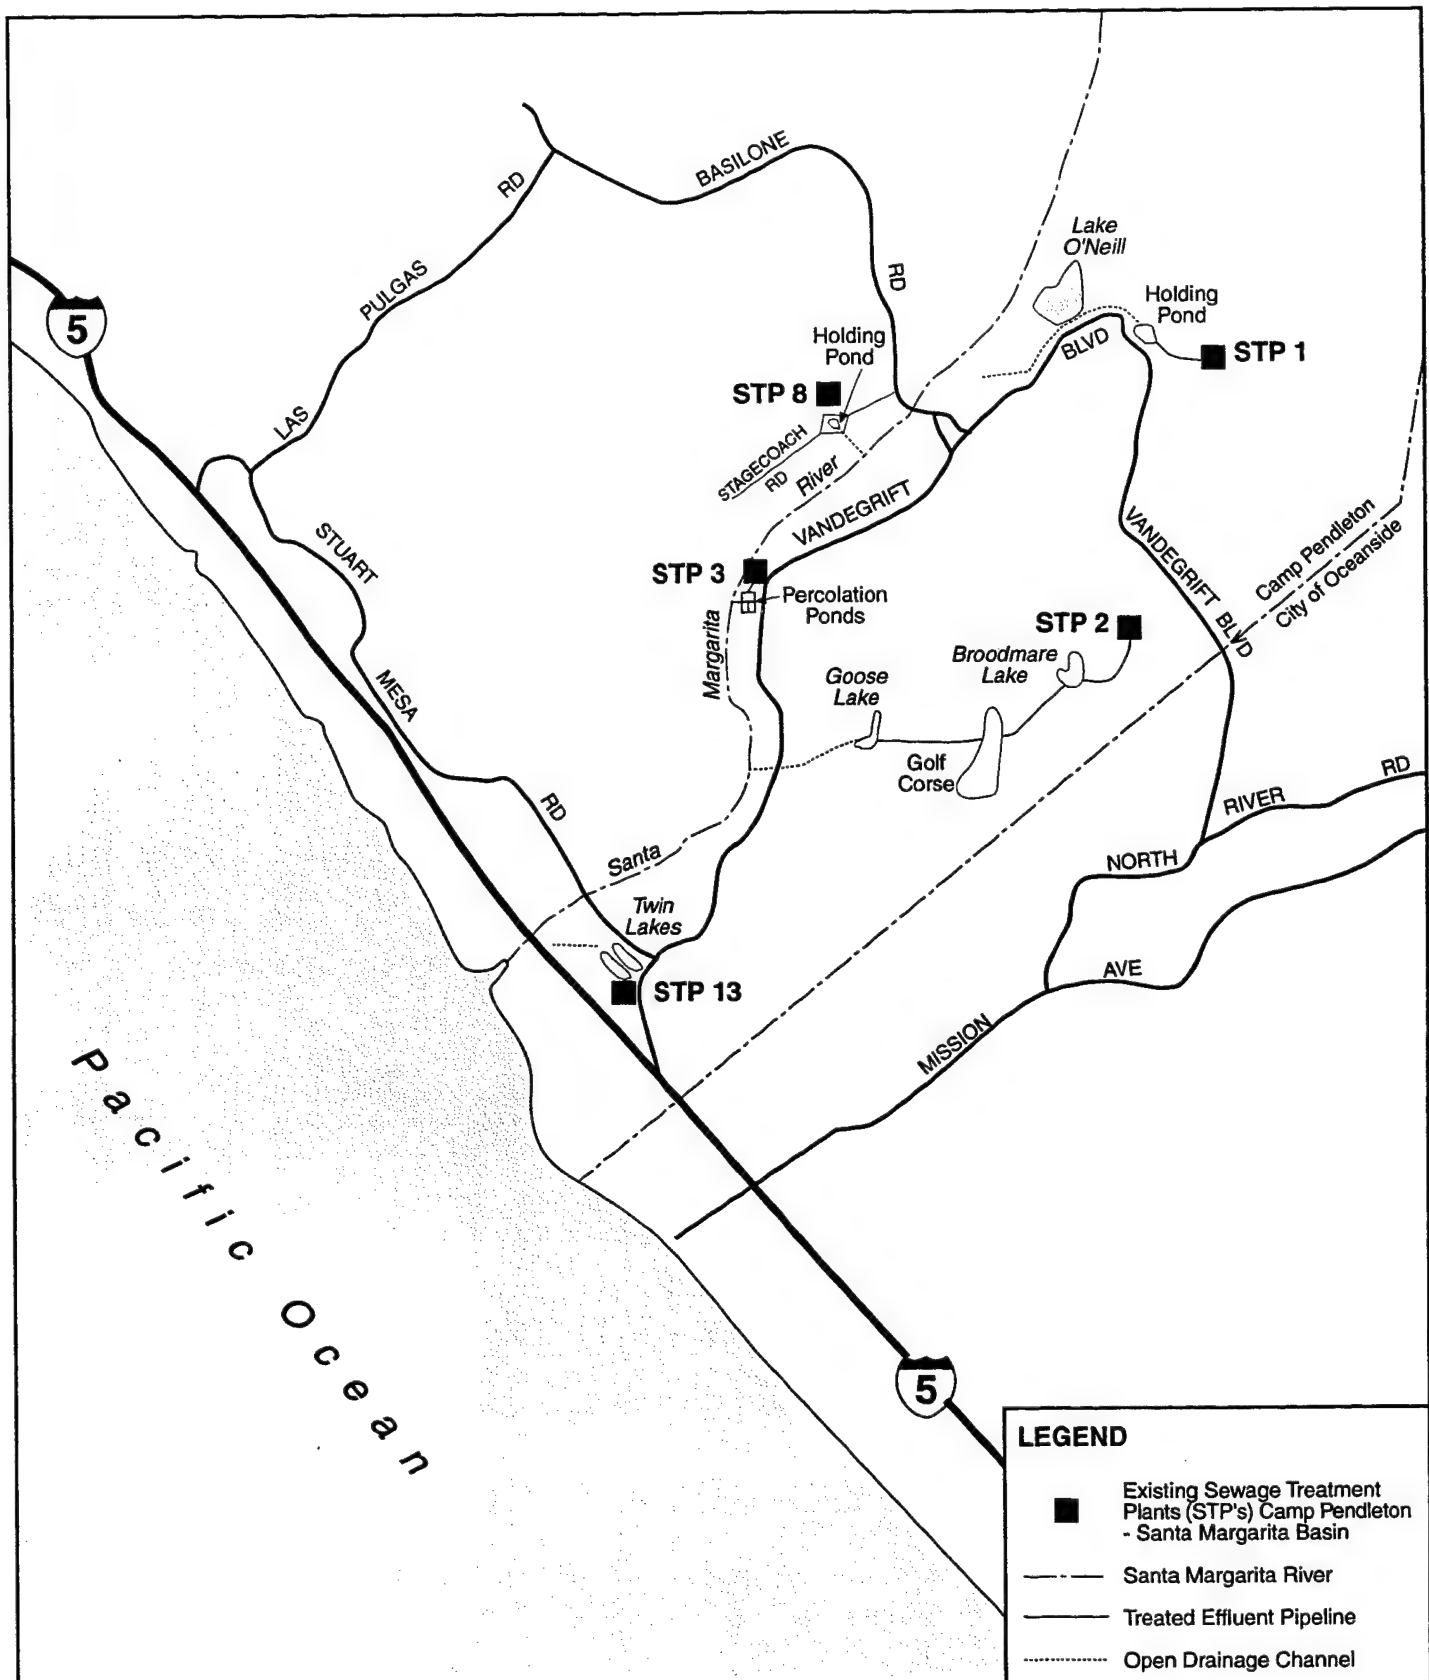 BASILONE
RD
RD
PULGAS
LAS
5
Lake
O'Neill
Holding
Pond
BLVD
STP 1
Holding
Pond
STP 8
STAGECOACH
RD
River
VANDEGRIFT
STUART
VANDEGRIFT BLVD
Camp Pendleton
City of Oceanside
STP 3
Percolation
Ponds
Margarita
STP 2
Broodmare
Lake
Goose
Lake
MESA
Golf
Corse
RD
RD
RIVER
NORTH
Santa
Twin
Lakes
STP 13
AVE
MISSION
Pacific Ocean
5
LEGEND
Existing Sewage Treatment
Plants (STP's) Camp Pendleton
- Santa Margarita Basin
Santa Margarita River
Treated Effluent Pipeline
Open Drainage Channel